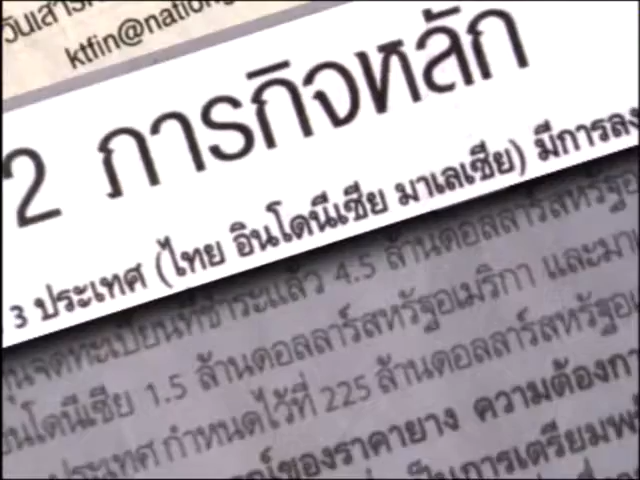 วันเสาร์
ktfin@nation
2 ภารกิจหลัก
3 ประเทศ (ไทย อินโดนีเซีย มาเลเซีย) มีการลง
ทุนจดทะเบียนที่ชำระแล้ว 4.5 ล้านดอลลาร์สหรัฐอ
อินโดนีเซีย 1.5 ล้านดอลลาร์สหรัฐอเมริกา และมา
ประเทศ กำหนดไว้ที่ 225 ล้านดอลลาร์สหรัฐอ
ของราคายาง ความต้องกา
เป็นการเตรียมพร